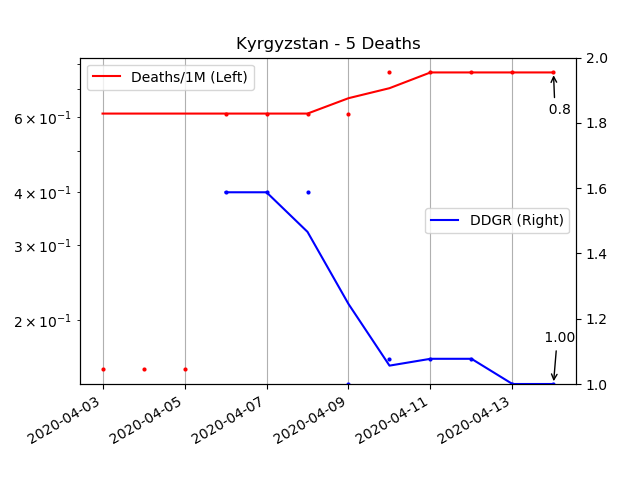 Kyrgyzstan - 5 Deaths
Deaths/1M (Left)
DDGR (Right)
6 × 10⁻¹
4 × 10⁻¹
3 × 10⁻¹
2 × 10⁻¹
2.0
1.8
1.6
1.4
1.2
1.0
0.8
1.00
2020-04-03
2020-04-05
2020-04-07
2020-04-09
2020-04-11
2020-04-13